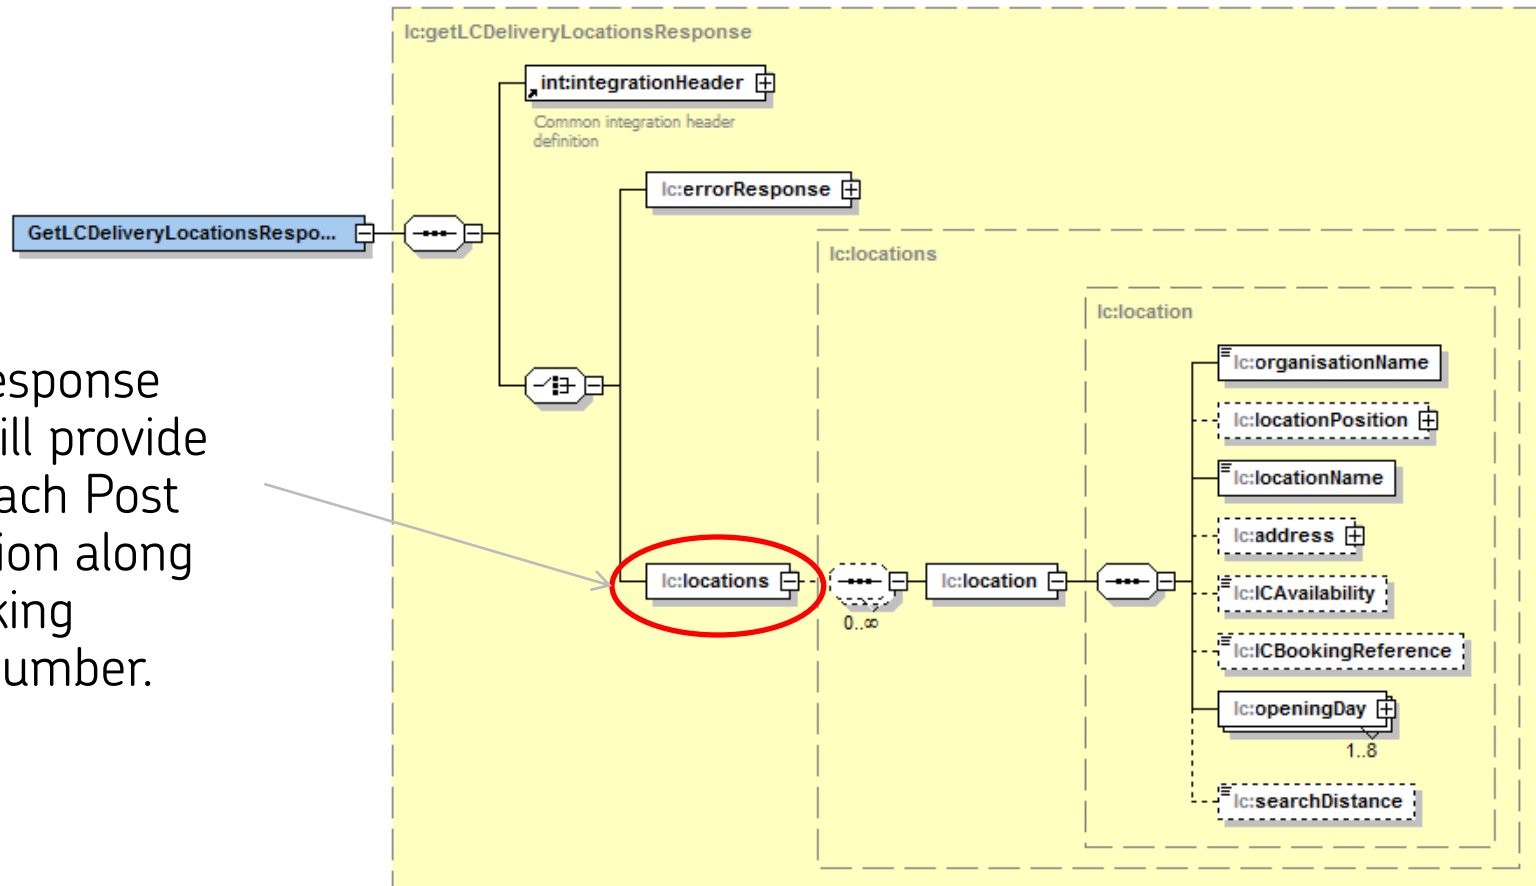 lc:getLCDeliveryLocationsResponse
int:integrationHeader
Common integration header
definition
lc:errorResponse
GetLCDeliveryLocationsRespo...
lc:locations
lc:location
esponse
ill provide
ach Post
ion along
king
umber.
lc:organisationName
lc:locationPosition
lc:locationName
lc:address
lc:locations
0..∞
lc:location
lc:lCAvailability
lc:lCBookingReference
lc:openingDay
1..8
lc:searchDistance